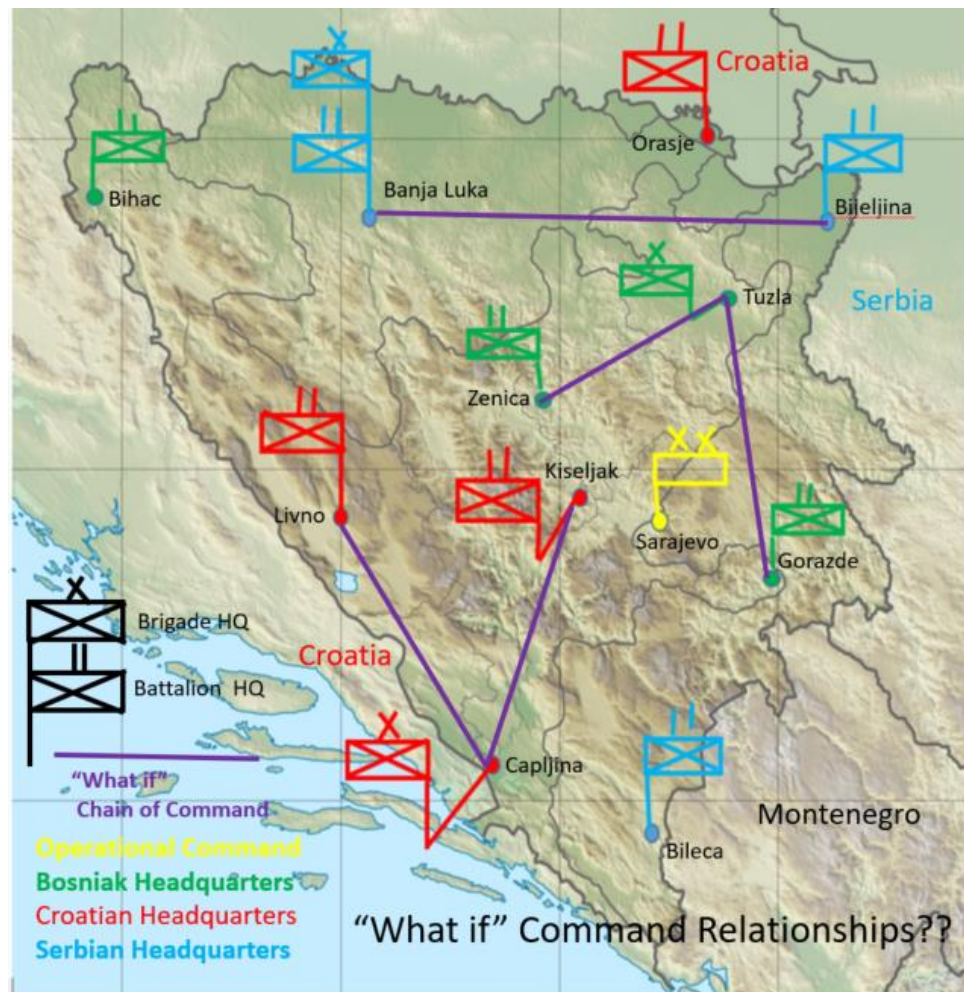 Croatia
Orasje
Bihac
Banja Luka
Bijeljina
Tuzla
Serbia
Zenica
Kiseljak
Livno
Sarajevo
Gorazde
Brigade HQ
Croatia
Battalion HQ
Capljina
"What if"
Chain of Command
Montenegro
Operational Command
Bileca
Bosniak Headquarters
Croatian Headquarters
Serbian Headquarters
"What if" Command Relationships??